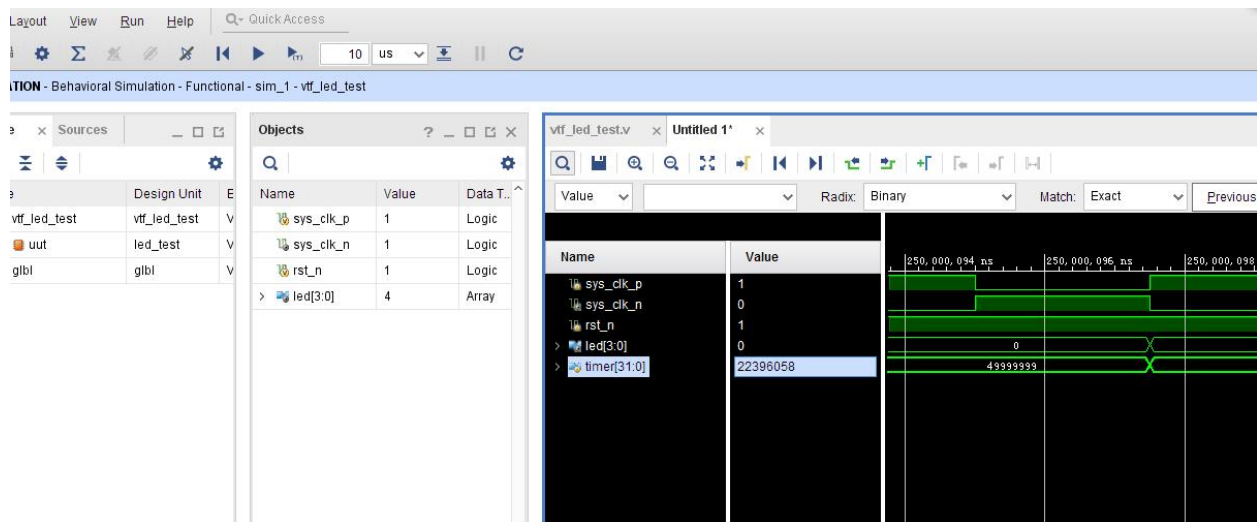 Layout View Run Help Quick Access
10 us
- Behavioral Simulation - Functional - sim_1 - vtf_led_test
Sources
Design Unit
vtf_led_test vtf_led_test V
uut led_test V
glbl glbl V
Objects ?
Name Value Data T..
sys_clk_p 1 Logic
sys_clk_n 1 Logic
rst_n 1 Logic
led[3:0] 4 Array
vtf_led_test.v Untitled 1*
Value Radix: Binary Match: Exact Previous
Name Value
250,000,094 ns 250,000,096 ns 250,000,098
sys_clk_p 1
sys_clk_n 0
rst_n 1
led[3:0] 0 0
timer[31:0] 22396058 49999999